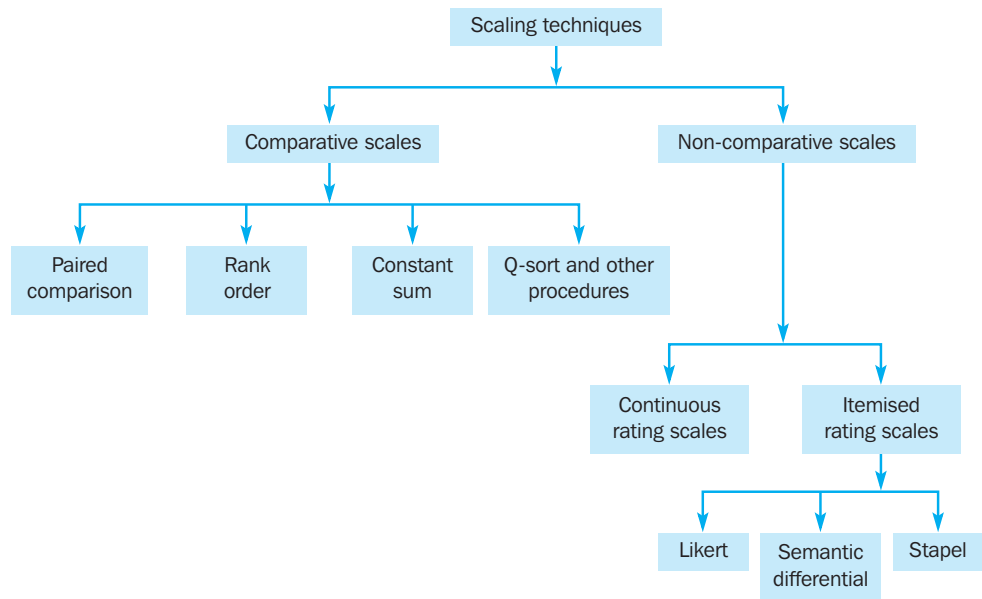 Scaling techniques
Comparative scales
Non-comparative scales
Paired
comparison
Rank
order
Constant
sum
Q-sort and other
procedures
Continuous
rating scales
Itemised
rating scales
Likert
Semantic
differential
Stapel